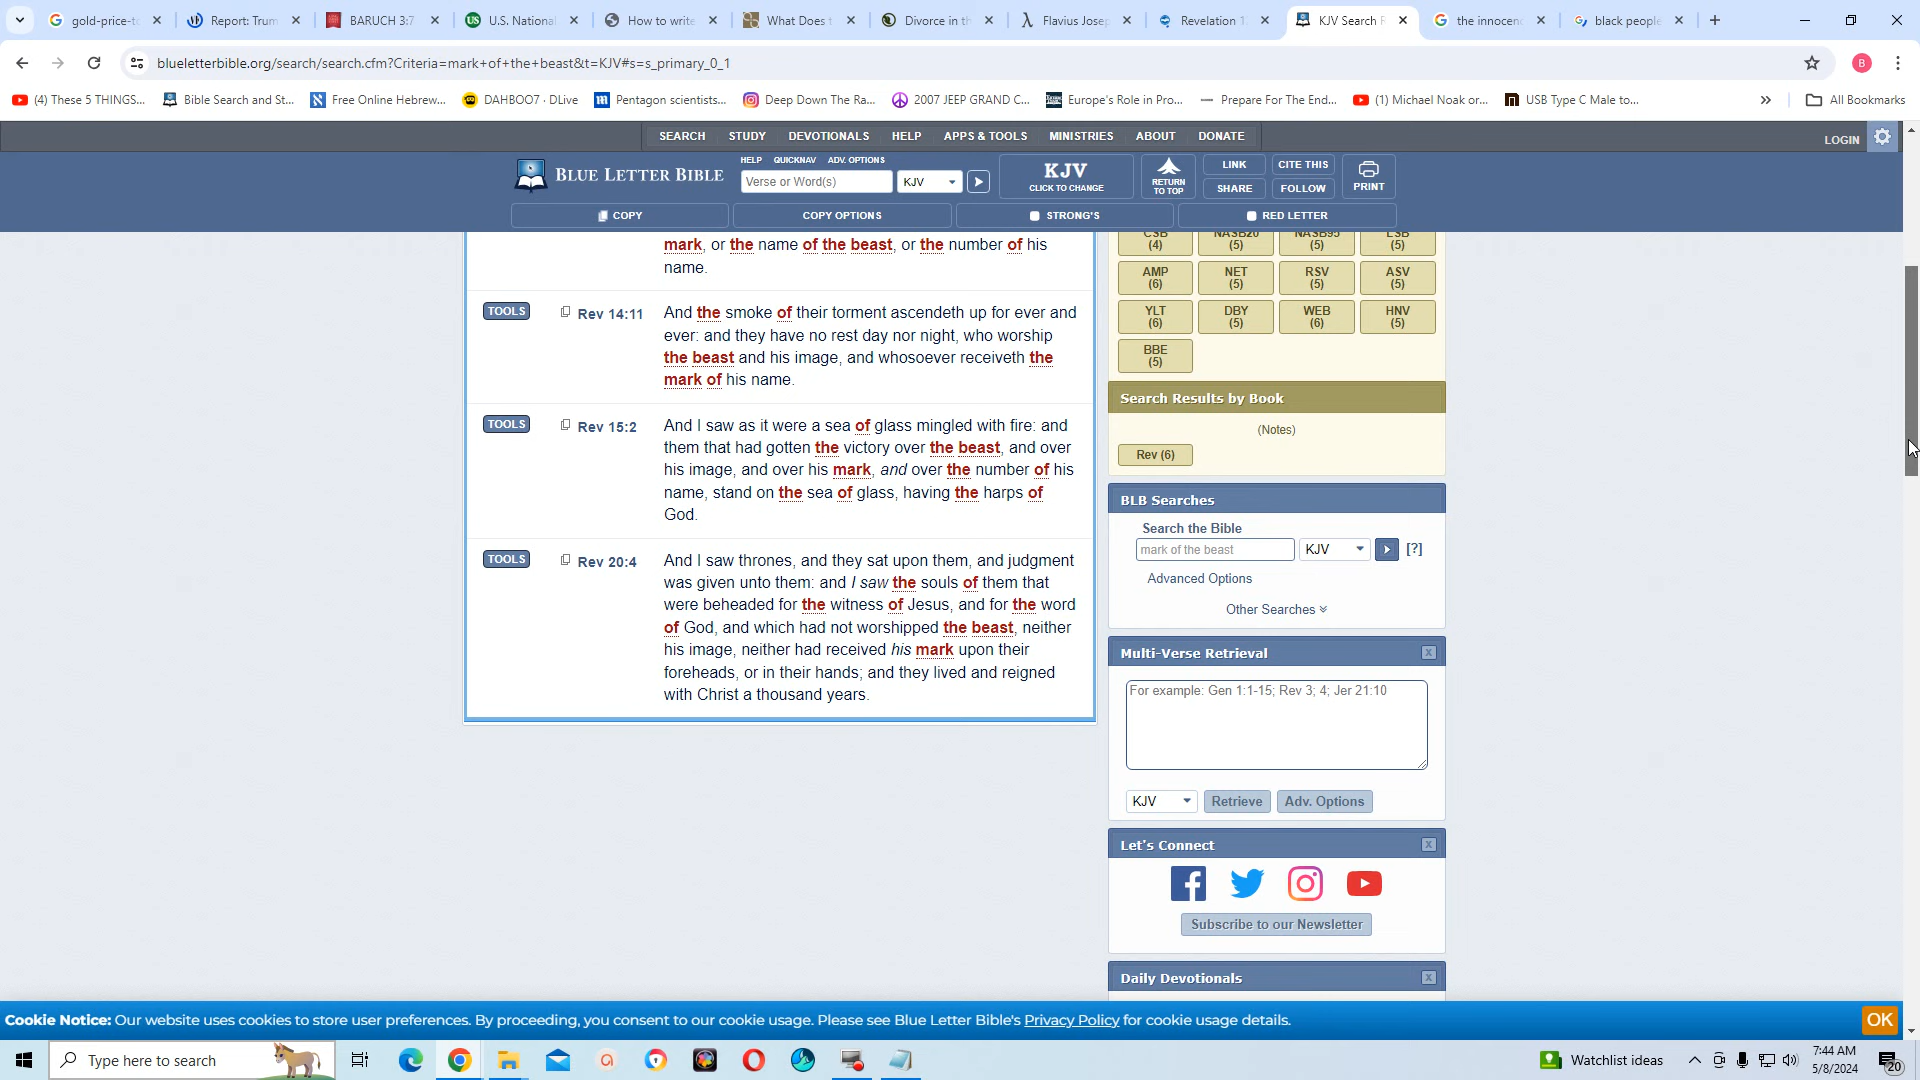 gold-price-to
Report: Trum
BARUCH 3:7
U.S. National
How to write
What Does t
Divorce in th
Flavius Josep
Revelation 1
KJV Search R
the innocenc
black people
blueletterbible.org/search/search.cfm?Criteria=mark+of+the+beast&t=KJV#s=s_primary_0_1
B
(4) These 5 THINGS...
Bible Search and St...
Free Online Hebrew...
DAHBOO7 · DLive
Pentagon scientists...
Deep Down The Ra...
2007 JEEP GRAND C...
Europe's Role in Pro...
Prepare For The End...
(1) Michael Noak or...
USB Type C Male to...
All Bookmarks
SEARCH STUDY DEVOTIONALS HELP APPS & TOOLS MINISTRIES ABOUT DONATE
LOGIN
BLUE LETTER BIBLE
HELP QUICKNAV ADV. OPTIONS
Verse or Word(s)
KJV
KJV
CLICK TO CHANGE
RETURN
TO TOP
LINK
CITE THIS
SHARE
FOLLOW
PRINT
COPY
COPY OPTIONS
STRONG'S
RED LETTER
mark, or the name of the beast, or the number of his
name.
TOOLS
Rev 14:11
And the smoke of their torment ascendeth up for ever and
ever: and they have no rest day nor night, who worship
the beast and his image, and whosoever receiveth the
mark of his name.
TOOLS
Rev 15:2
And I saw as it were a sea of glass mingled with fire: and
them that had gotten the victory over the beast, and over
his image, and over his mark, and over the number of his
name, stand on the sea of glass, having the harps of
God.
TOOLS
Rev 20:4
And I saw thrones, and they sat upon them, and judgment
was given unto them: and I saw the souls of them that
were beheaded for the witness of Jesus, and for the word
of God, and which had not worshipped the beast, neither
his image, neither had received his mark upon their
foreheads, or in their hands; and they lived and reigned
with Christ a thousand years.
CSB
(4)
NASB20
(5)
NASB95
(5)
LSB
(5)
AMP
(6)
NET
(5)
RSV
(5)
ASV
(5)
YLT
(6)
DBY
(5)
WEB
(6)
HNV
(5)
BBE
(5)
Search Results by Book
(Notes)
Rev (6)
BLB Searches
Search the Bible
mark of the beast
KJV
[?]
Advanced Options
Other Searches
Multi-Verse Retrieval
x
For example: Gen 1:1-15; Rev 3; 4; Jer 21:10
KJV
Retrieve
Adv. Options
Let's Connect
x
Subscribe to our Newsletter
Daily Devotionals
x
Cookie Notice: Our website uses cookies to store user preferences. By proceeding, you consent to our cookie usage. Please see Blue Letter Bible's Privacy Policy for cookie usage details.
OK
Type here to search
Watchlist ideas
7:44 AM
5/8/2024
20